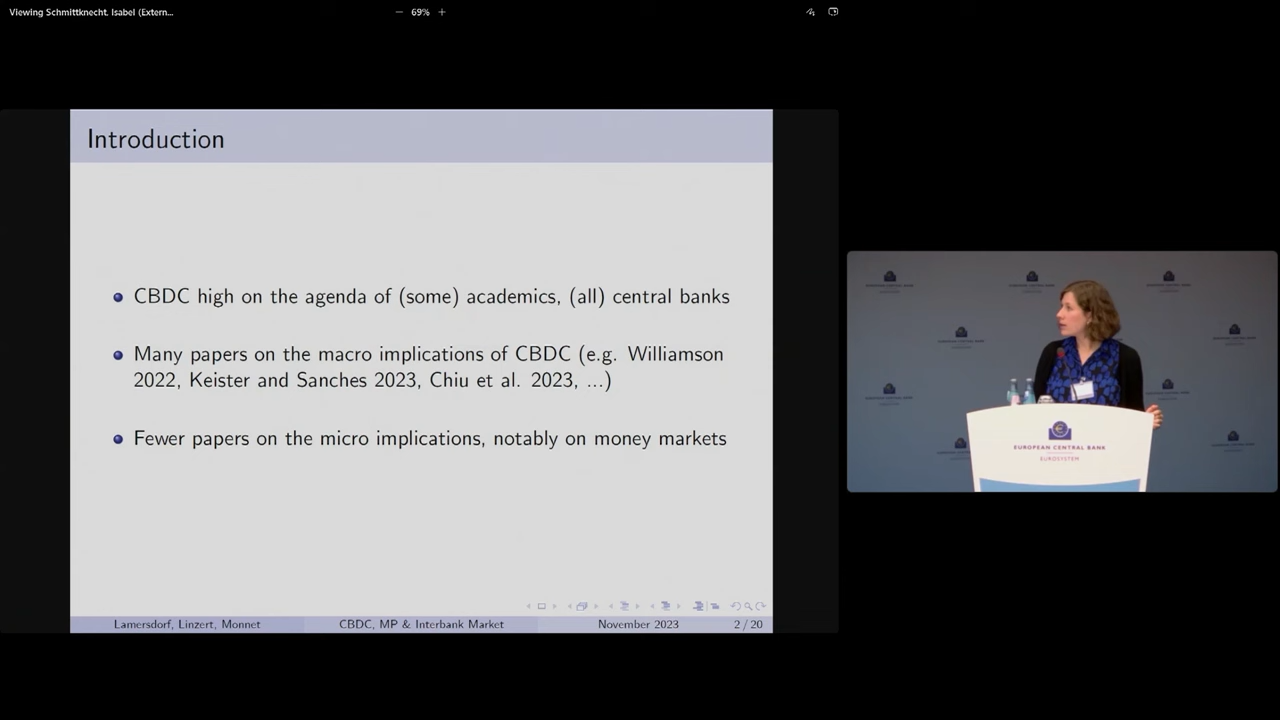 Viewing Schmittknecht, Isabel (Extern...
69%
Introduction
CBDC high on the agenda of (some) academics, (all) central banks
Many papers on the macro implications of CBDC (e.g. Williamson
2022, Keister and Sanches 2023, Chiu et al. 2023, ...)
Fewer papers on the micro implications, notably on money markets
Lamersdorf, Linzert, Monnet
CBDC, MP & Interbank Market
November 2023
2 / 20
EUROPEAN CENTRAL BANK
EUROSYSTEM